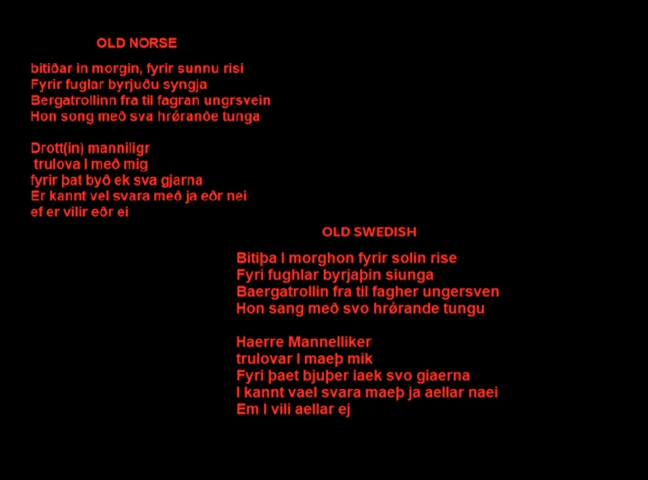 OLD NORSE
bitiðar in morgin, fyrir sunnu risi
Fyrir fuglar byrjuðu syngja
Bergatrollinn fra til fagran ungrsvein
Hon song með sva hrǿranðe tunga
Drott(in) manniligr
trulova I með mig
fyrir þat byð ek sva gjarna
Er kannt vel svara með ja eðr nei
ef er vilir eðr ei
OLD SWEDISH
Bitiþa I morghon fyrir solin rise
Fyri fughlar byrjaþin siunga
Baergatrollin fra til fagher ungersven
Hon sang með svo hrǿrande tungu
Haerre Mannelliker
trulovar I maeþ mik
Fyri þaet bjuþer iaek svo giaerna
I kannt vael svara maeþ ja aellar naei
Em I vili aellar ej